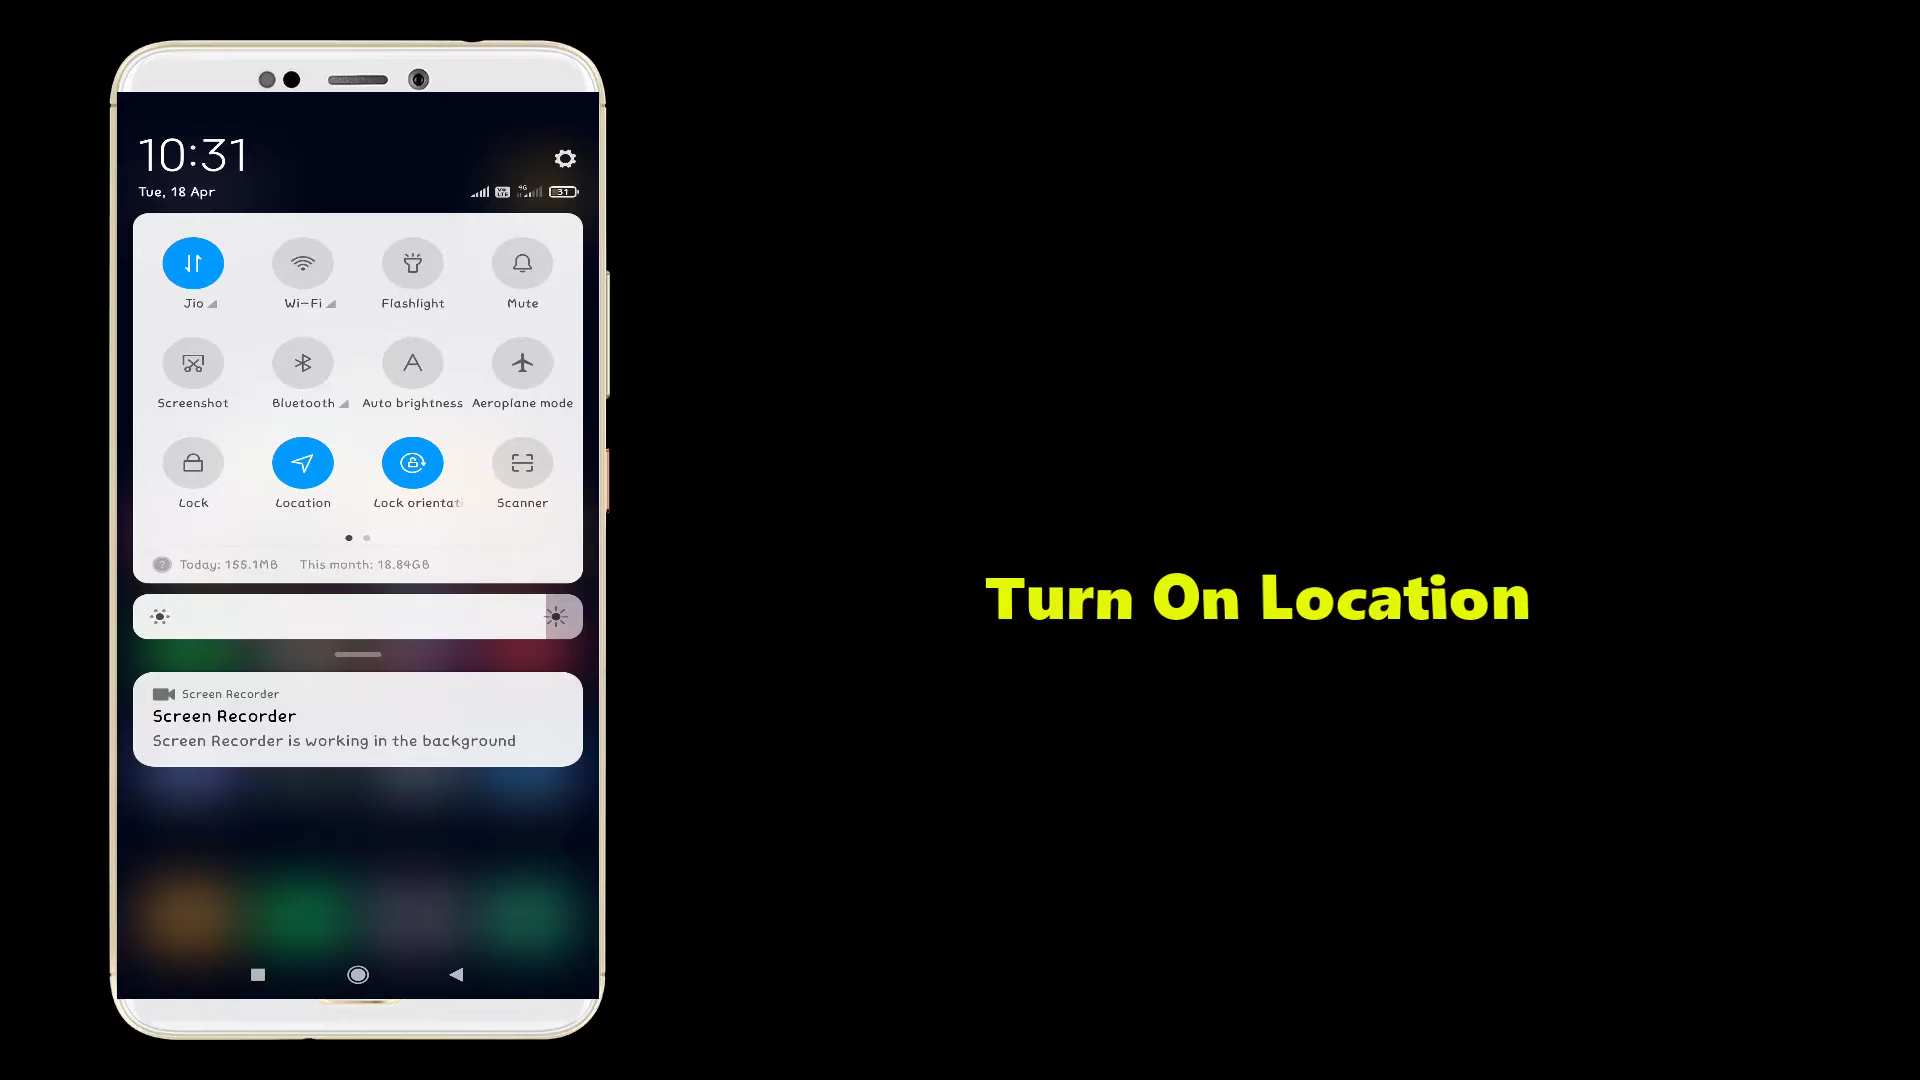 10:31
Tue, 18 Apr
4G
31
Jio
Wi-Fi
Flashlight
Mute
Screenshot
Bluetooth
Auto brightness
Aeroplane mode
Lock
Location
Lock orientati
Scanner
Today: 155.1MB This month: 18.84GB
Screen Recorder
Screen Recorder
Screen Recorder is working in the background
Turn On Location